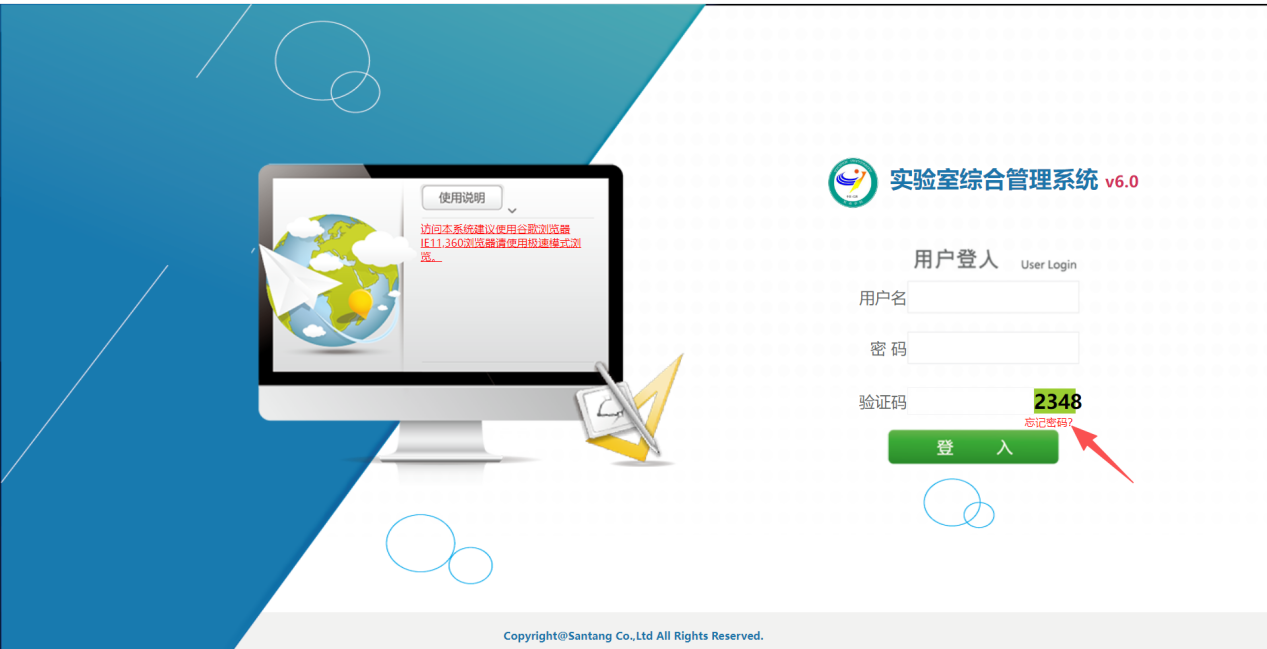 使用说明
访问本系统建议使用谷歌浏览器
IE11,360浏览器请使用极速模式浏
览。
实验室综合管理系统 v6.0
用户登入 User Login
用户名
密 码
验证码 2348
忘记密码?
登 入
Copyright@Santang Co.,Ltd All Rights Reserved.